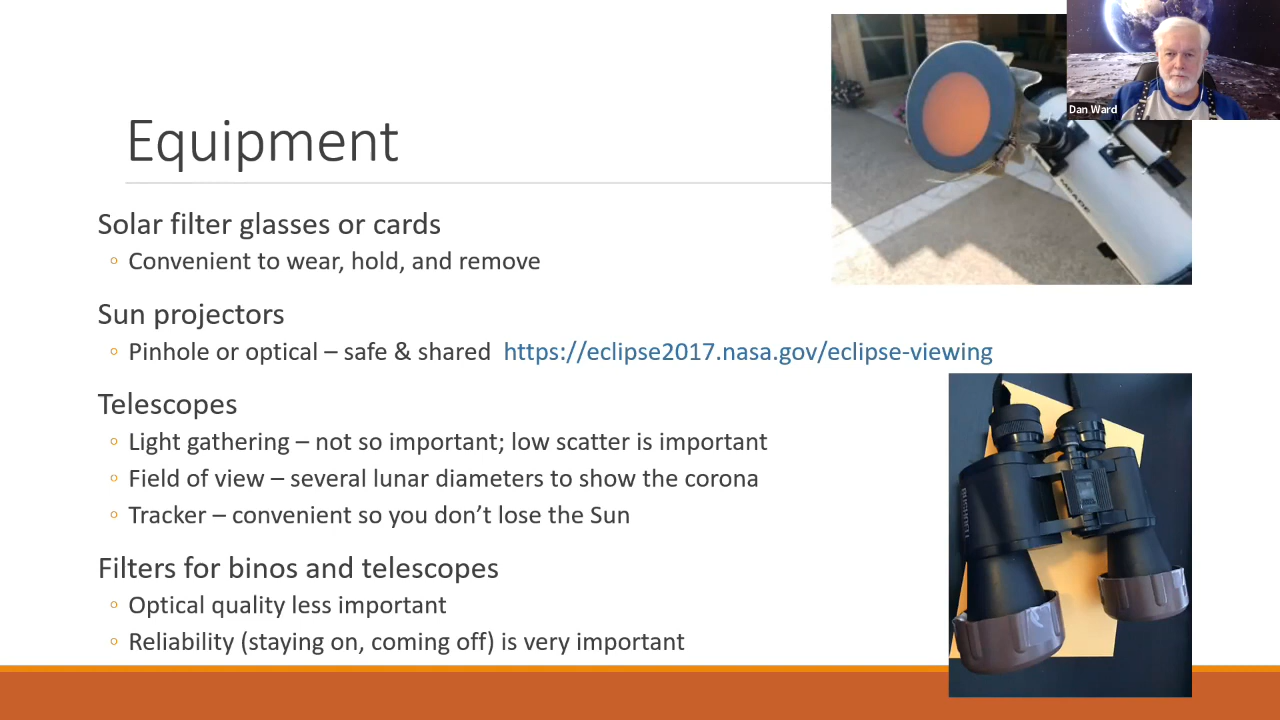 Equipment
Dan Ward
MEADE
Solar filter glasses or cards
◦ Convenient to wear, hold, and remove
Sun projectors
◦ Pinhole or optical – safe & shared https://eclipse2017.nasa.gov/eclipse-viewing
Telescopes
◦ Light gathering – not so important; low scatter is important
◦ Field of view – several lunar diameters to show the corona
◦ Tracker – convenient so you don’t lose the Sun
Filters for binos and telescopes
◦ Optical quality less important
◦ Reliability (staying on, coming off) is very important
BUSHNELL